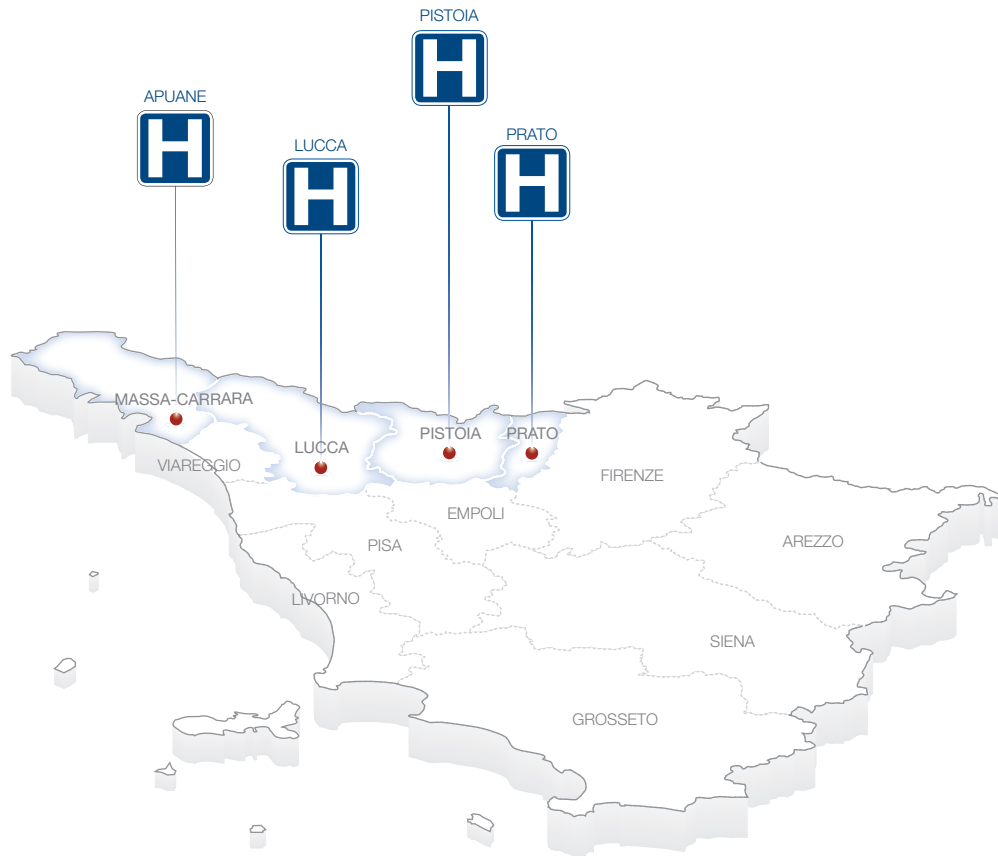 PISTOIA
H
APUANE
H
PRATO
H
LUCCA
H
MASSA-CARRARA
PISTOIA
PRATO
LUCCA
VIAREGGIO
FIRENZE
EMPOLI
PISA
AREZZO
LIVORNO
SIENA
GROSSETO